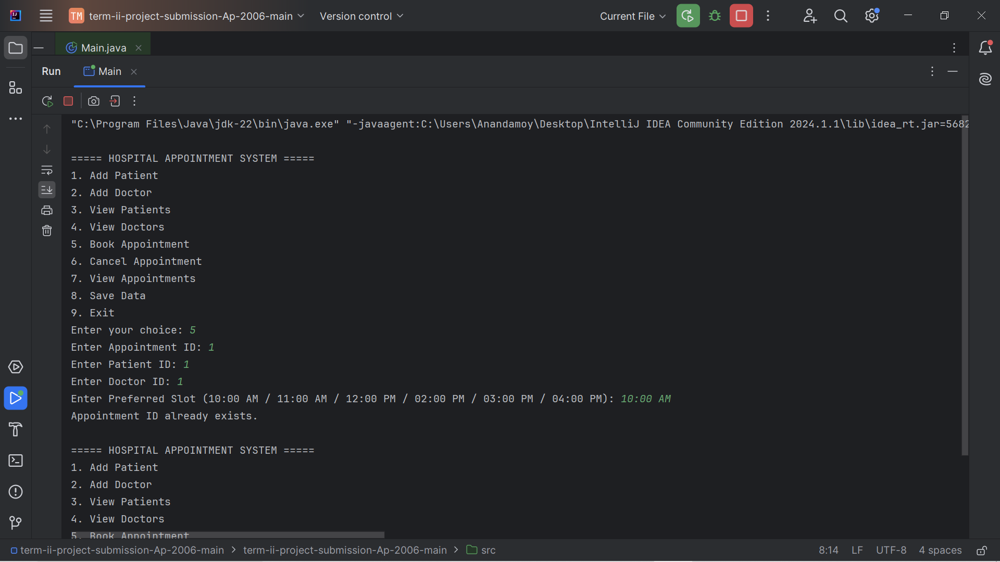 TM term-ii-project-submission-Ap-2006-main Version control Current File
Main.java
Run Main
"C:\Program Files\Java\jdk-22\bin\java.exe" "-javaagent:C:\Users\Anandamoy\Desktop\IntelliJ IDEA Community Edition 2024.1.1\lib\idea_rt.jar=5682
===== HOSPITAL APPOINTMENT SYSTEM =====
1. Add Patient
2. Add Doctor
3. View Patients
4. View Doctors
5. Book Appointment
6. Cancel Appointment
7. View Appointments
8. Save Data
9. Exit
Enter your choice: 5
Enter Appointment ID: 1
Enter Patient ID: 1
Enter Doctor ID: 1
Enter Preferred Slot (10:00 AM / 11:00 AM / 12:00 PM / 02:00 PM / 03:00 PM / 04:00 PM): 10:00 AM
Appointment ID already exists.
===== HOSPITAL APPOINTMENT SYSTEM =====
1. Add Patient
2. Add Doctor
3. View Patients
4. View Doctors
5. Book Appointment
term-ii-project-submission-Ap-2006-main > term-ii-project-submission-Ap-2006-main > src 8:14 LF UTF-8 4 spaces